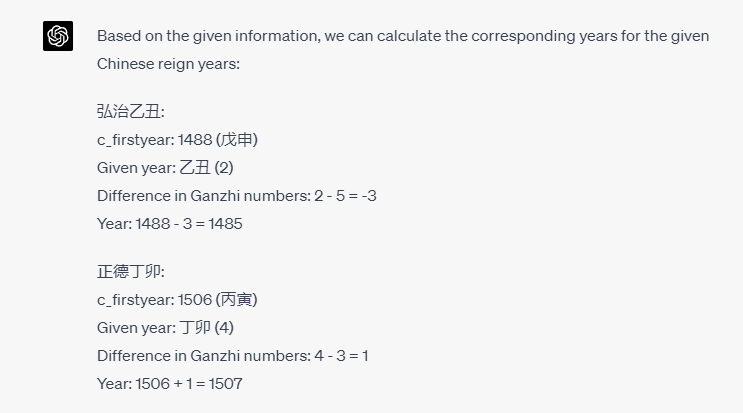 Based on the given information, we can calculate the corresponding years for the given
Chinese reign years:
弘治乙丑:
c_firstyear: 1488 (戊申)
Given year: 乙丑 (2)
Difference in Ganzhi numbers: 2 - 5 = -3
Year: 1488 - 3 = 1485
正德丁卯:
c_firstyear: 1506 (丙寅)
Given year: 丁卯 (4)
Difference in Ganzhi numbers: 4 - 3 = 1
Year: 1506 + 1 = 1507